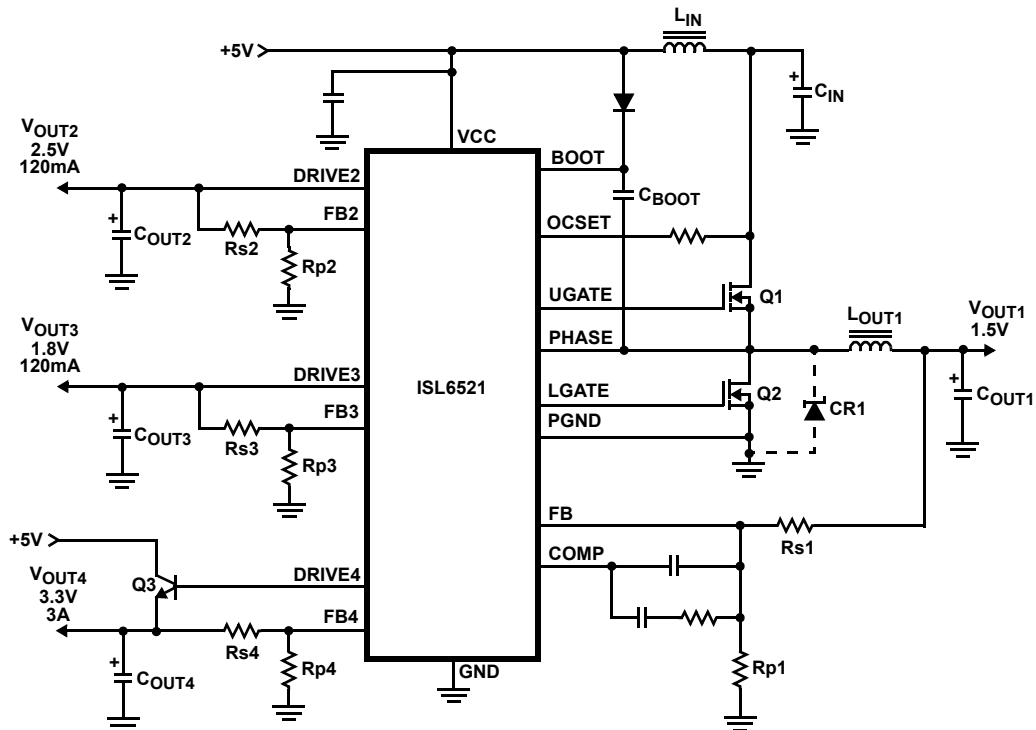 L_IN
+5V
+
C_IN
VCC
V_OUT2
2.5V
120mA
BOOT
DRIVE2
C_BOOT
FB2
OCSET
+
C_OUT2
Rs2
Rp2
UGATE
Q1
L_OUT1
V_OUT1
1.5V
V_OUT3
1.8V
120mA
PHASE
DRIVE3
ISL6521
+
C_OUT3
FB3
LGATE
Q2
CR1
+
C_OUT1
Rs3
Rp3
PGND
FB
+5V
Rs1
COMP
V_OUT4
3.3V
3A
Q3
DRIVE4
FB4
+
C_OUT4
Rs4
Rp4
GND
Rp1